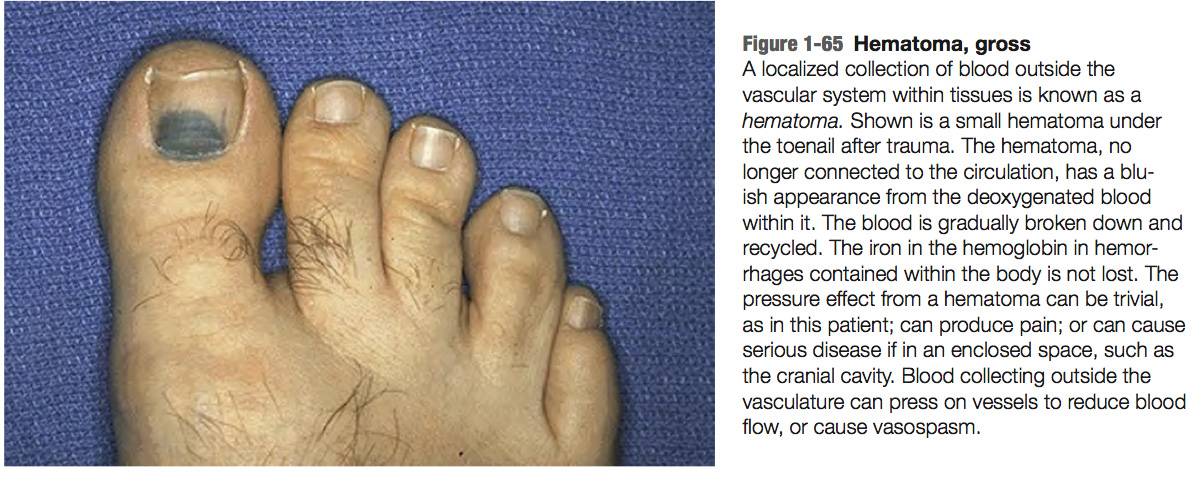 Figure 1-65 Hematoma, gross
A localized collection of blood outside the
vascular system within tissues is known as a
hematoma. Shown is a small hematoma under
the toenail after trauma. The hematoma, no
longer connected to the circulation, has a blu-
ish appearance from the deoxygenated blood
within it. The blood is gradually broken down and
recycled. The iron in the hemoglobin in hemor-
rhages contained within the body is not lost. The
pressure effect from a hematoma can be trivial,
as in this patient; can produce pain; or can cause
serious disease if in an enclosed space, such as
the cranial cavity. Blood collecting outside the
vasculature can press on vessels to reduce blood
flow, or cause vasospasm.